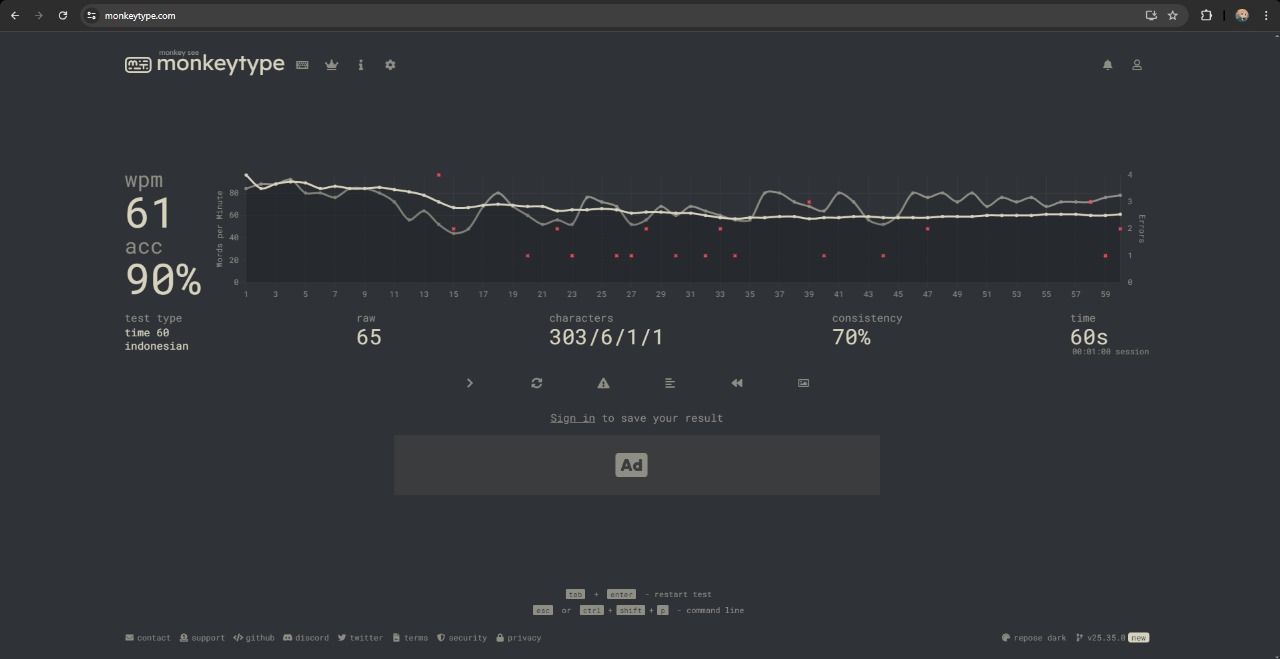 monkeytype.com
monkey see
monkeytype
wpm
61
acc
90%
Words per Minute
80
60
40
20
0
4
3
2
1
0
Errors
1 3 5 7 9 11 13 15 17 19 21 23 25 27 29 31 33 35 37 39 41 43 45 47 49 51 53 55 57 59
test type
time 60
indonesian
raw
65
characters
303/6/1/1
consistency
70%
time
60s
00:01:00 session
Sign in to save your result
Ad
tab + enter - restart test
esc or ctrl + shift + p - command line
contact support github discord twitter terms security privacy
repose dark v25.35.0 new